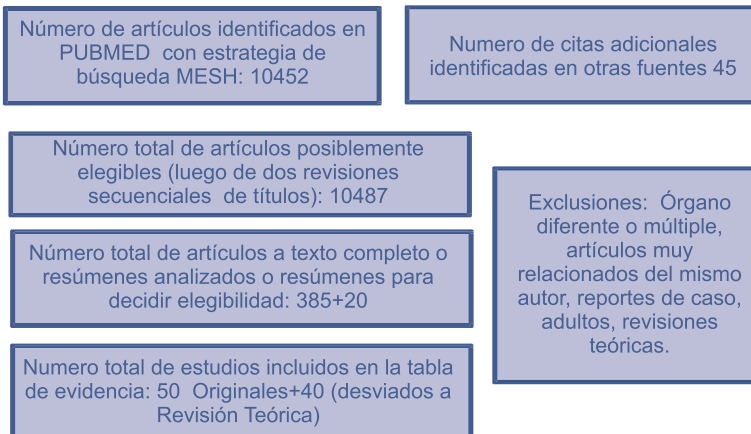 Número de artículos identificados en
PUBMED con estrategia de
búsqueda MESH: 10452
Numero de citas adicionales
identificadas en otras fuentes 45
Número total de artículos posiblemente
elegibles (luego de dos revisiones
secuenciales de títulos): 10487
Exclusiones: Órgano
diferente o múltiple,
artículos muy
relacionados del mismo
autor, reportes de caso,
adultos, revisiones
teóricas.
Número total de artículos a texto completo o
resúmenes analizados o resúmenes para
decidir elegibilidad: 385+20
Numero total de estudios incluidos en la tabla
de evidencia: 50 Originales+40 (desviados a
Revisión Teórica)